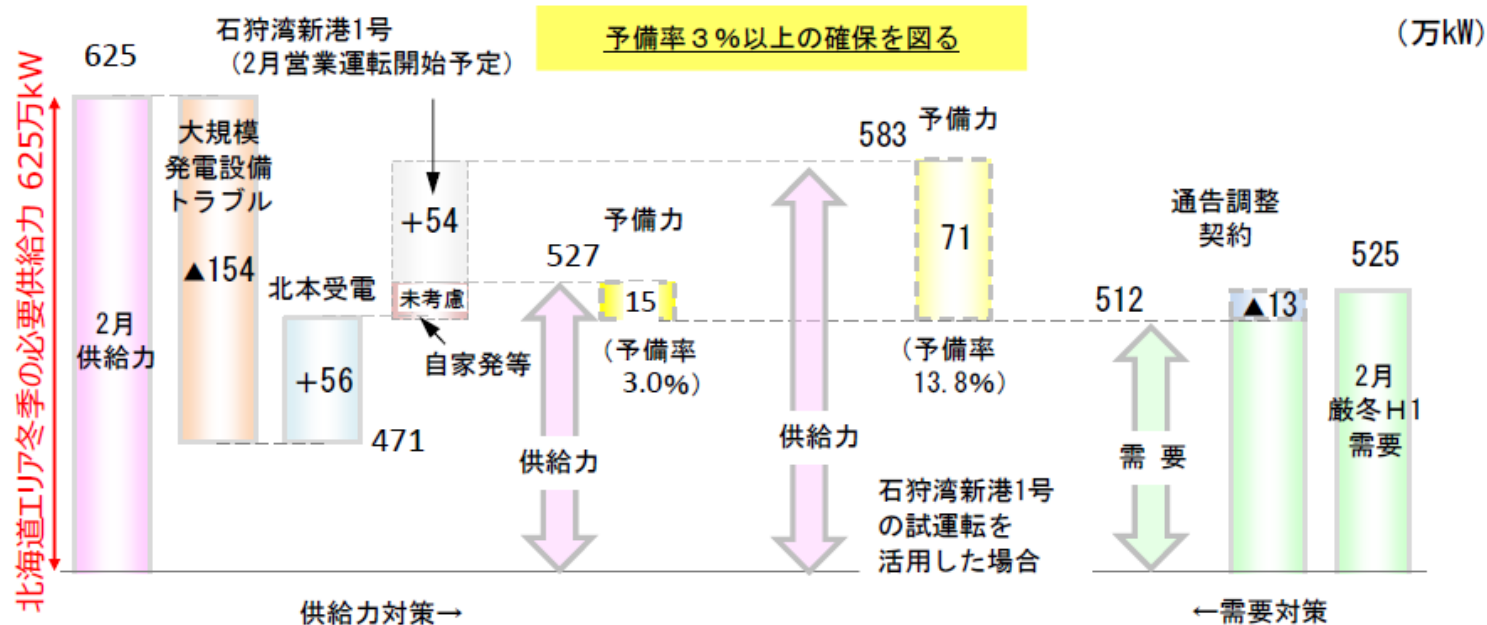 予備率3%以上の確保を図る
(万kW)
北海道エリア冬季の必要供給力 625万kW
625
2月
供給力
大規模
発電設備
トラブル
▲154
北本受電
+56
471
石狩湾新港1号
(2月営業運転開始予定)
+54
未考慮
自家発等
527
供給力
予備力
15
(予備率
3.0%)
583
供給力
予備力
71
(予備率
13.8%)
石狩湾新港1号
の試運転を
活用した場合
512
需 要
通告調整
契約
▲13
525
2月
厳冬H1
需要
供給力対策→
←需要対策